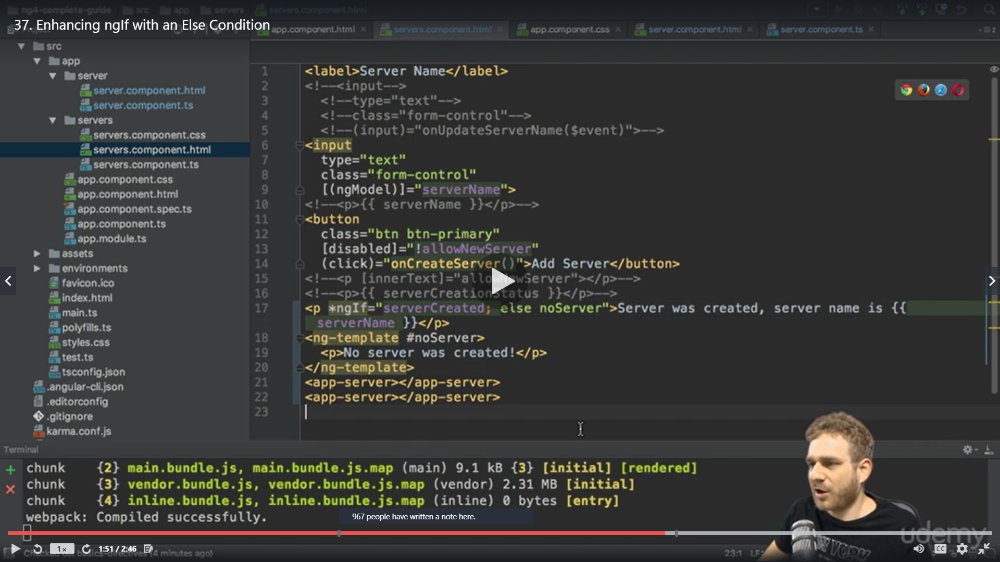 ng4-complete-guide src app servers servers.component.html
37. Enhancing ngIf with an Else Condition
app.component.html
servers.component.html
app.component.css
server.component.html
server.component.ts
2
src
app
server
server.component.html
server.component.ts
servers
servers.component.css
servers.component.html
servers.component.ts
app.component.css
app.component.html
app.component.spec.ts
app.component.ts
app.module.ts
assets
environments
favicon.ico
index.html
main.ts
polyfills.ts
styles.css
test.ts
tsconfig.json
.angular-cli.json
.editorconfig
.gitignore
karma.conf.js
1 <label>Server Name</label>
2 <!--<input-->
3 <!--type="text"-->
4 <!--class="form-control"-->
5 <!--(input)="onUpdateServerName($event)">-->
6 <input
7 type="text"
8 class="form-control"
9 [(ngModel)]="serverName">
10 <!--<p>{{ serverName }}</p>-->
11 <button
12 class="btn btn-primary"
13 [disabled]="!allowNewServer"
14 (click)="onCreateServer()">Add Server</button>
15 <!--<p [innerText]="allowNewServer"></p>-->
16 <!--<p>{{ serverCreationStatus }}</p>-->
17 <p *ngIf="serverCreated; else noServer">Server was created, server name is {{
serverName }}</p>
18 <ng-template #noServer>
19 <p>No server was created!</p>
20 </ng-template>
21 <app-server></app-server>
22 <app-server></app-server>
23
Terminal
chunk {2} main.bundle.js, main.bundle.js.map (main) 9.1 kB {3} [initial] [rendered]
chunk {3} vendor.bundle.js, vendor.bundle.js.map (vendor) 2.31 MB [initial]
chunk {4} inline.bundle.js, inline.bundle.js.map (inline) 0 bytes [entry]
webpack: Compiled successfully.
967 people have written a note here.
udemy
1× 1:51 / 2:46
Checked out basics-directives (4 minutes ago)
23:1 LF
CC
YORK